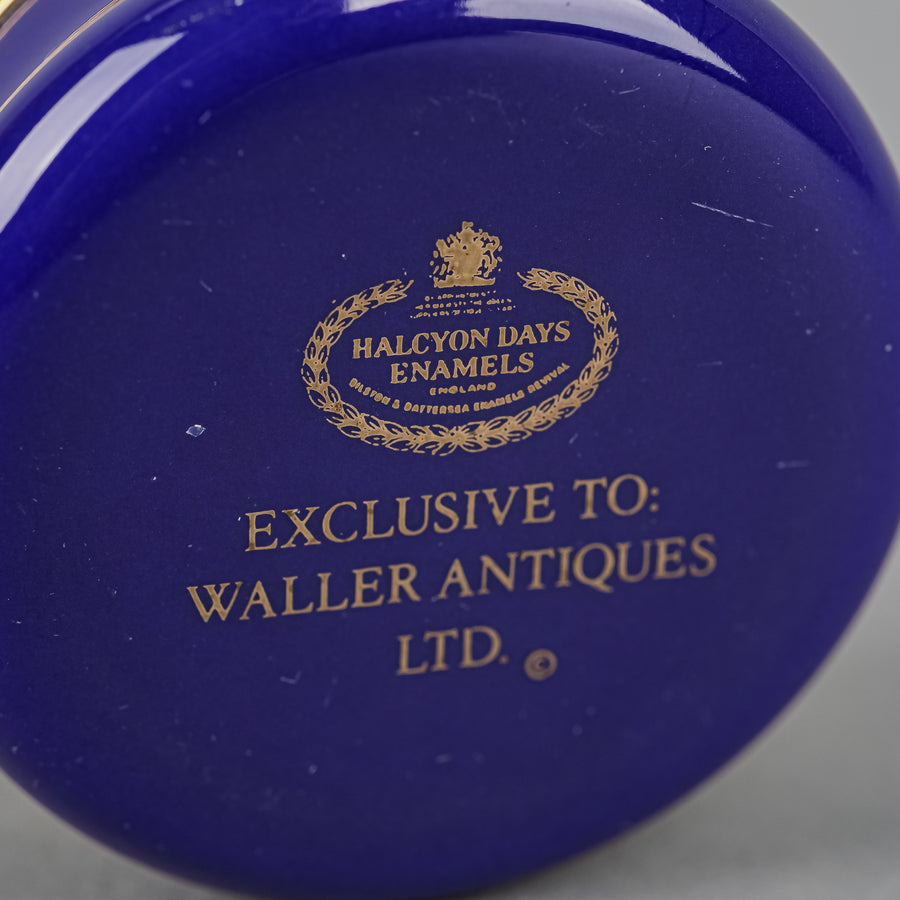 HALCYON DAYS
ENAMELS
ENGLAND
BILSTON & BATTERSEA ENAMELS REVIVAL
EXCLUSIVE TO:
WALLER ANTIQUES
LTD. ©